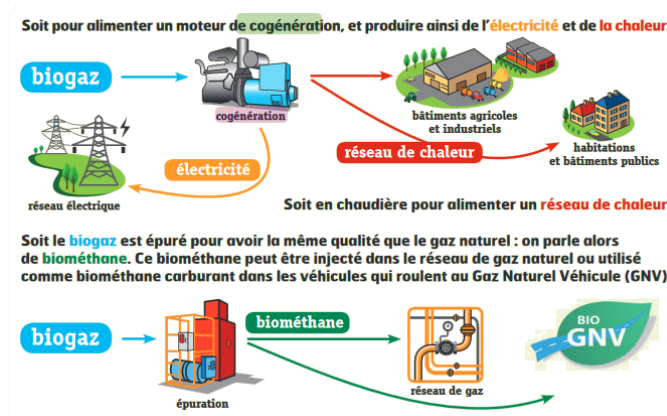 Soit pour alimenter un moteur de cogénération, et produire ainsi de l'électricité et de la chaleur.
biogaz
cogénération
bâtiments agricoles
et industriels
réseau de chaleur
habitations
et bâtiments publics
électricité
réseau électrique
Soit en chaudière pour alimenter un réseau de chaleur
Soit le biogaz est épuré pour avoir la même qualité que le gaz naturel : on parle alors
de biométhane. Ce biométhane peut être injecté dans le réseau de gaz naturel ou utilisé
comme biométhane carburant dans les véhicules qui roulent au Gaz Naturel Véhicule (GNV)
biogaz
épuration
biométhane
réseau de gaz
BIO
GNV